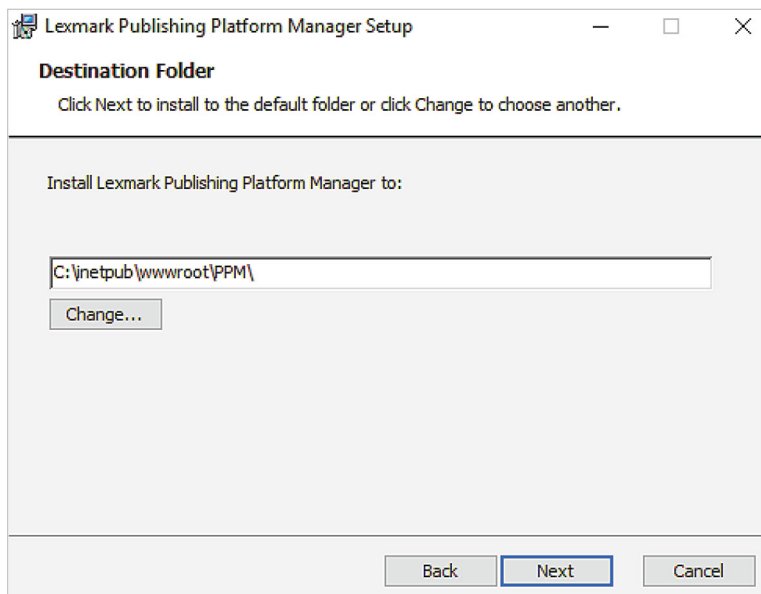 Lexmark Publishing Platform Manager Setup
Destination Folder
Click Next to install to the default folder or click Change to choose another.
Install Lexmark Publishing Platform Manager to:
C:\inetpub\wwwroot\PPM\
Change...
Back Next Cancel